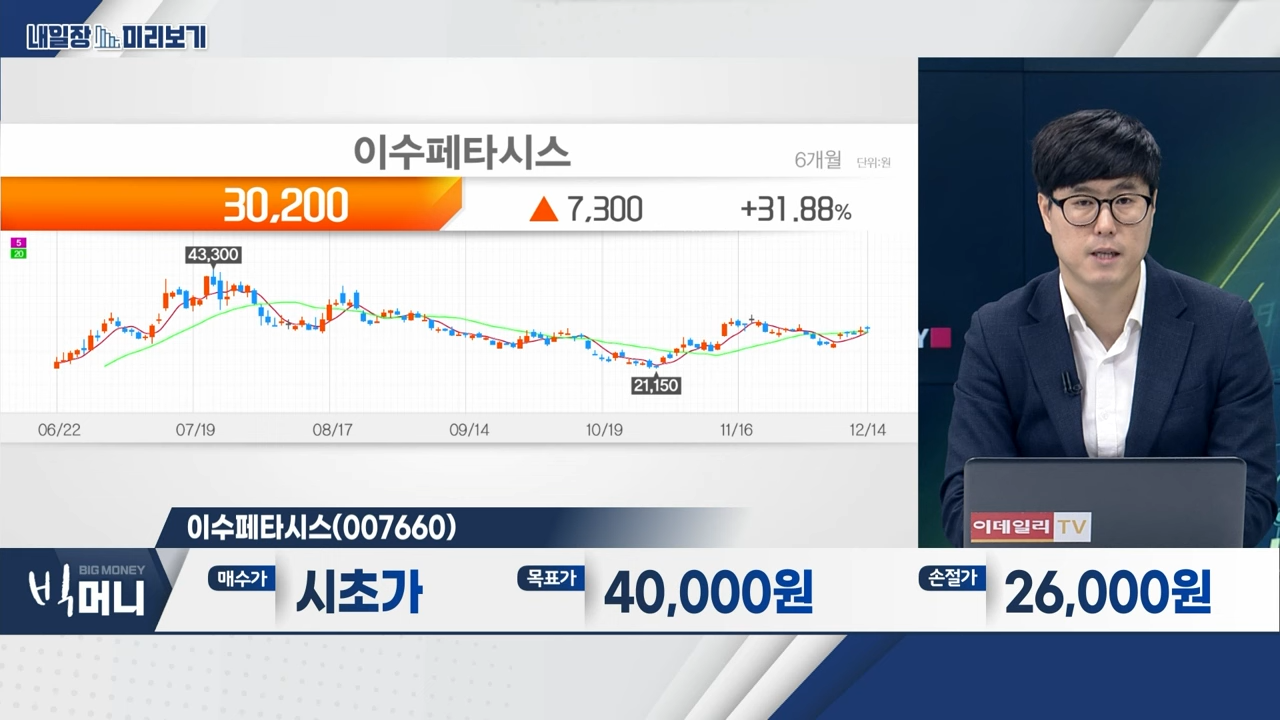 내일장 미리보기
이수페타시스
6개월 단위:원
30,200 ▲ 7,300 +31.88%
5
20
43,300
21,150
06/22 07/19 08/17 09/14 10/19 11/16 12/14
Y
이데일리 TV
이수페타시스(007660)
BIG MONEY
빅머니
매수가 시초가 목표가 40,000원 손절가 26,000원